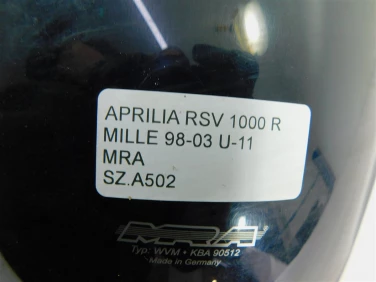 APRILIA RSV 1000 R
MILLE 98-03 U-11
MRA
SZ.A502
MRA
Typ: WVM • KBA 90512
Made in Germany